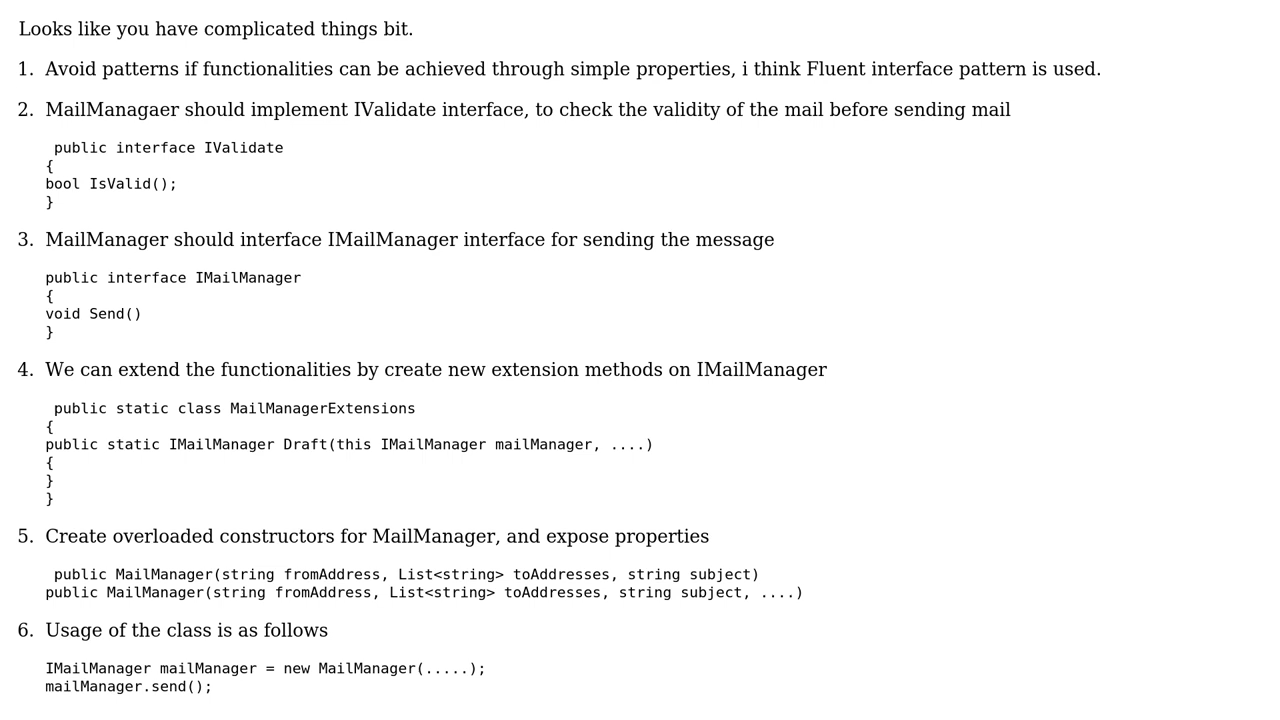 Looks like you have complicated things bit.
1. Avoid patterns if functionalities can be achieved through simple properties, i think Fluent interface pattern is used.
2. MailManagaer should implement IValidate interface, to check the validity of the mail before sending mail
public interface IValidate
{
bool IsValid();
}
3. MailManager should interface IMailManager interface for sending the message
public interface IMailManager
{
void Send()
}
4. We can extend the functionalities by create new extension methods on IMailManager
public static class MailManagerExtensions
{
public static IMailManager Draft(this IMailManager mailManager, ....)
{
}
}
5. Create overloaded constructors for MailManager, and expose properties
public MailManager(string fromAddress, List<string> toAddresses, string subject)
public MailManager(string fromAddress, List<string> toAddresses, string subject, ....)
6. Usage of the class is as follows
IMailManager mailManager = new MailManager(.....);
mailManager.send();